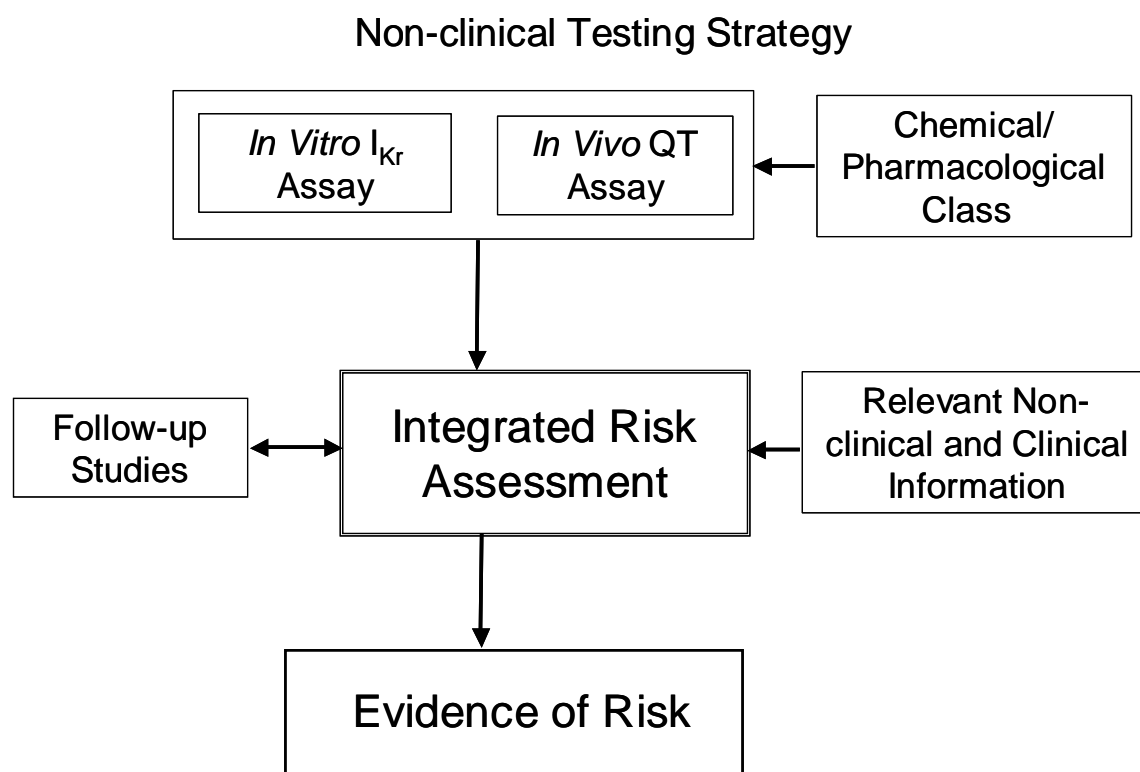 Non-clinical Testing Strategy
In Vitro I_Kr
Assay
In Vivo QT
Assay
Chemical/
Pharmacological
Class
Follow-up
Studies
Integrated Risk
Assessment
Relevant Non-
clinical and Clinical
Information
Evidence of Risk